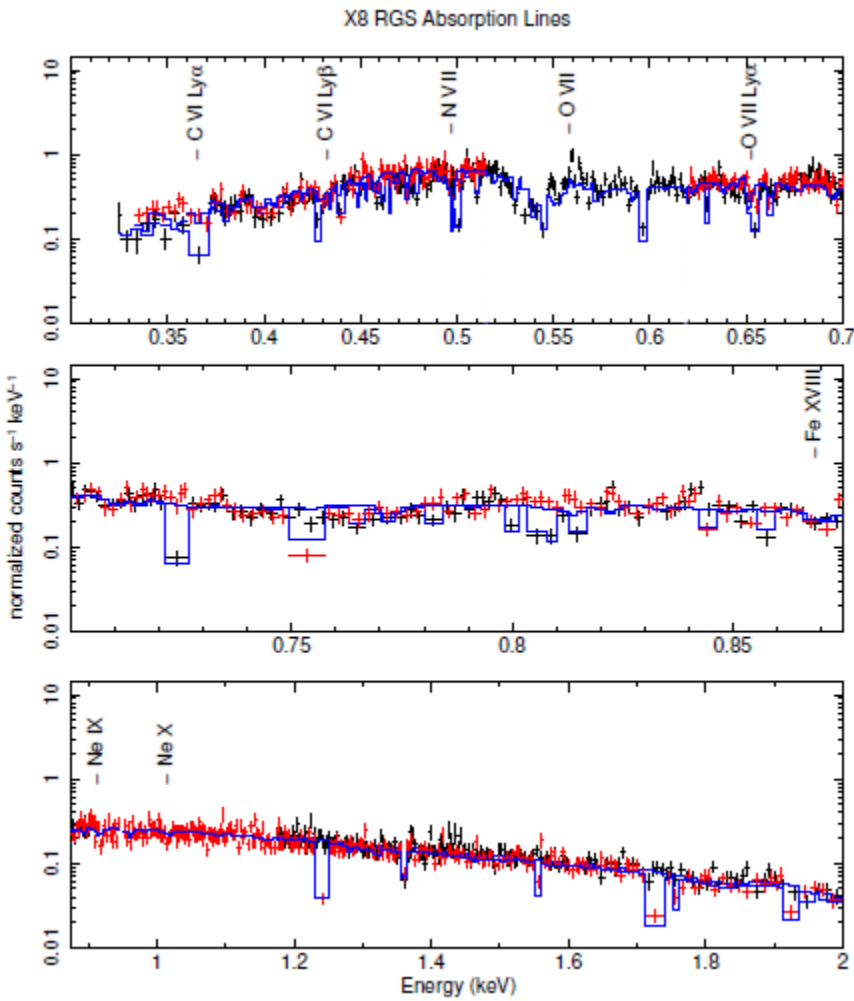 X8 RGS Absorption Lines
10
1
0.1
0.01
– C VI Lyα
– C VI Lyβ
– N VII
– O VII
–O VII Lyα
0.35 0.4 0.45 0.5 0.55 0.6 0.65 0.7
normalized counts s⁻¹ keV⁻¹
10
1
0.1
0.01
– Fe XVIII
0.75 0.8 0.85
10
1
0.1
0.01
– Ne IX
– Ne X
1 1.2 1.4 1.6 1.8 2
Energy (keV)